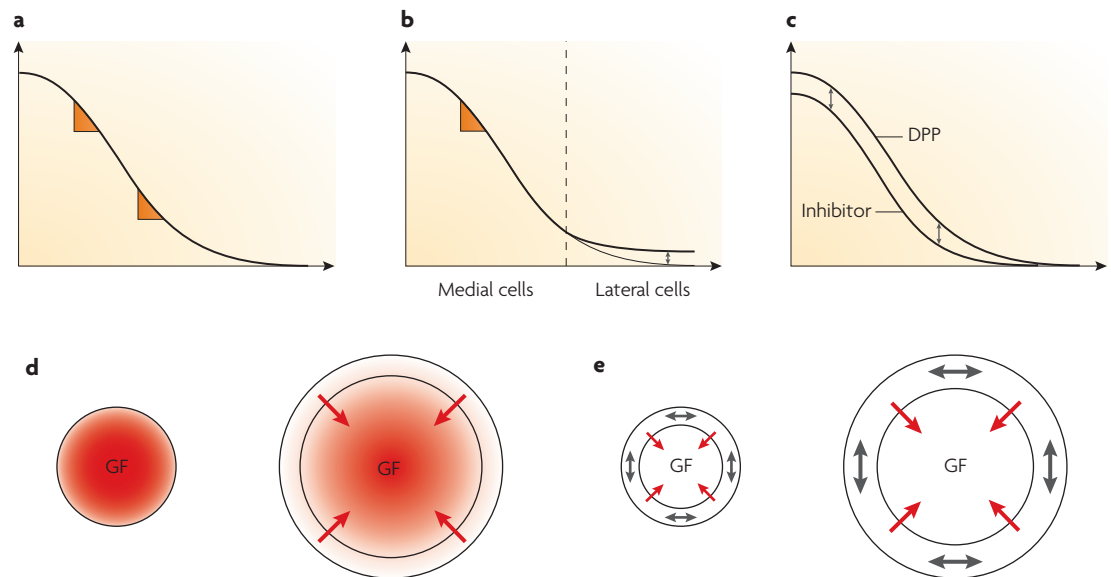 a
b
c
DPP
Inhibitor
Medial cells
Lateral cells
d
e
GF
GF
GF
GF